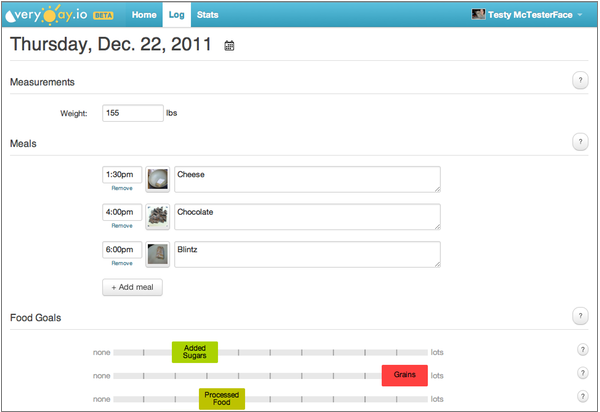 everyday.io BETA Home Log Stats Testy McTesterFace
Thursday, Dec. 22, 2011
Measurements ?
Weight: 155 lbs
Meals ?
1:30pm Cheese
Remove
4:00pm Chocolate
Remove
6:00pm Blintz
Remove
+ Add meal
Food Goals ?
none Added Sugars lots ?
none Grains lots ?
none Processed Food lots ?